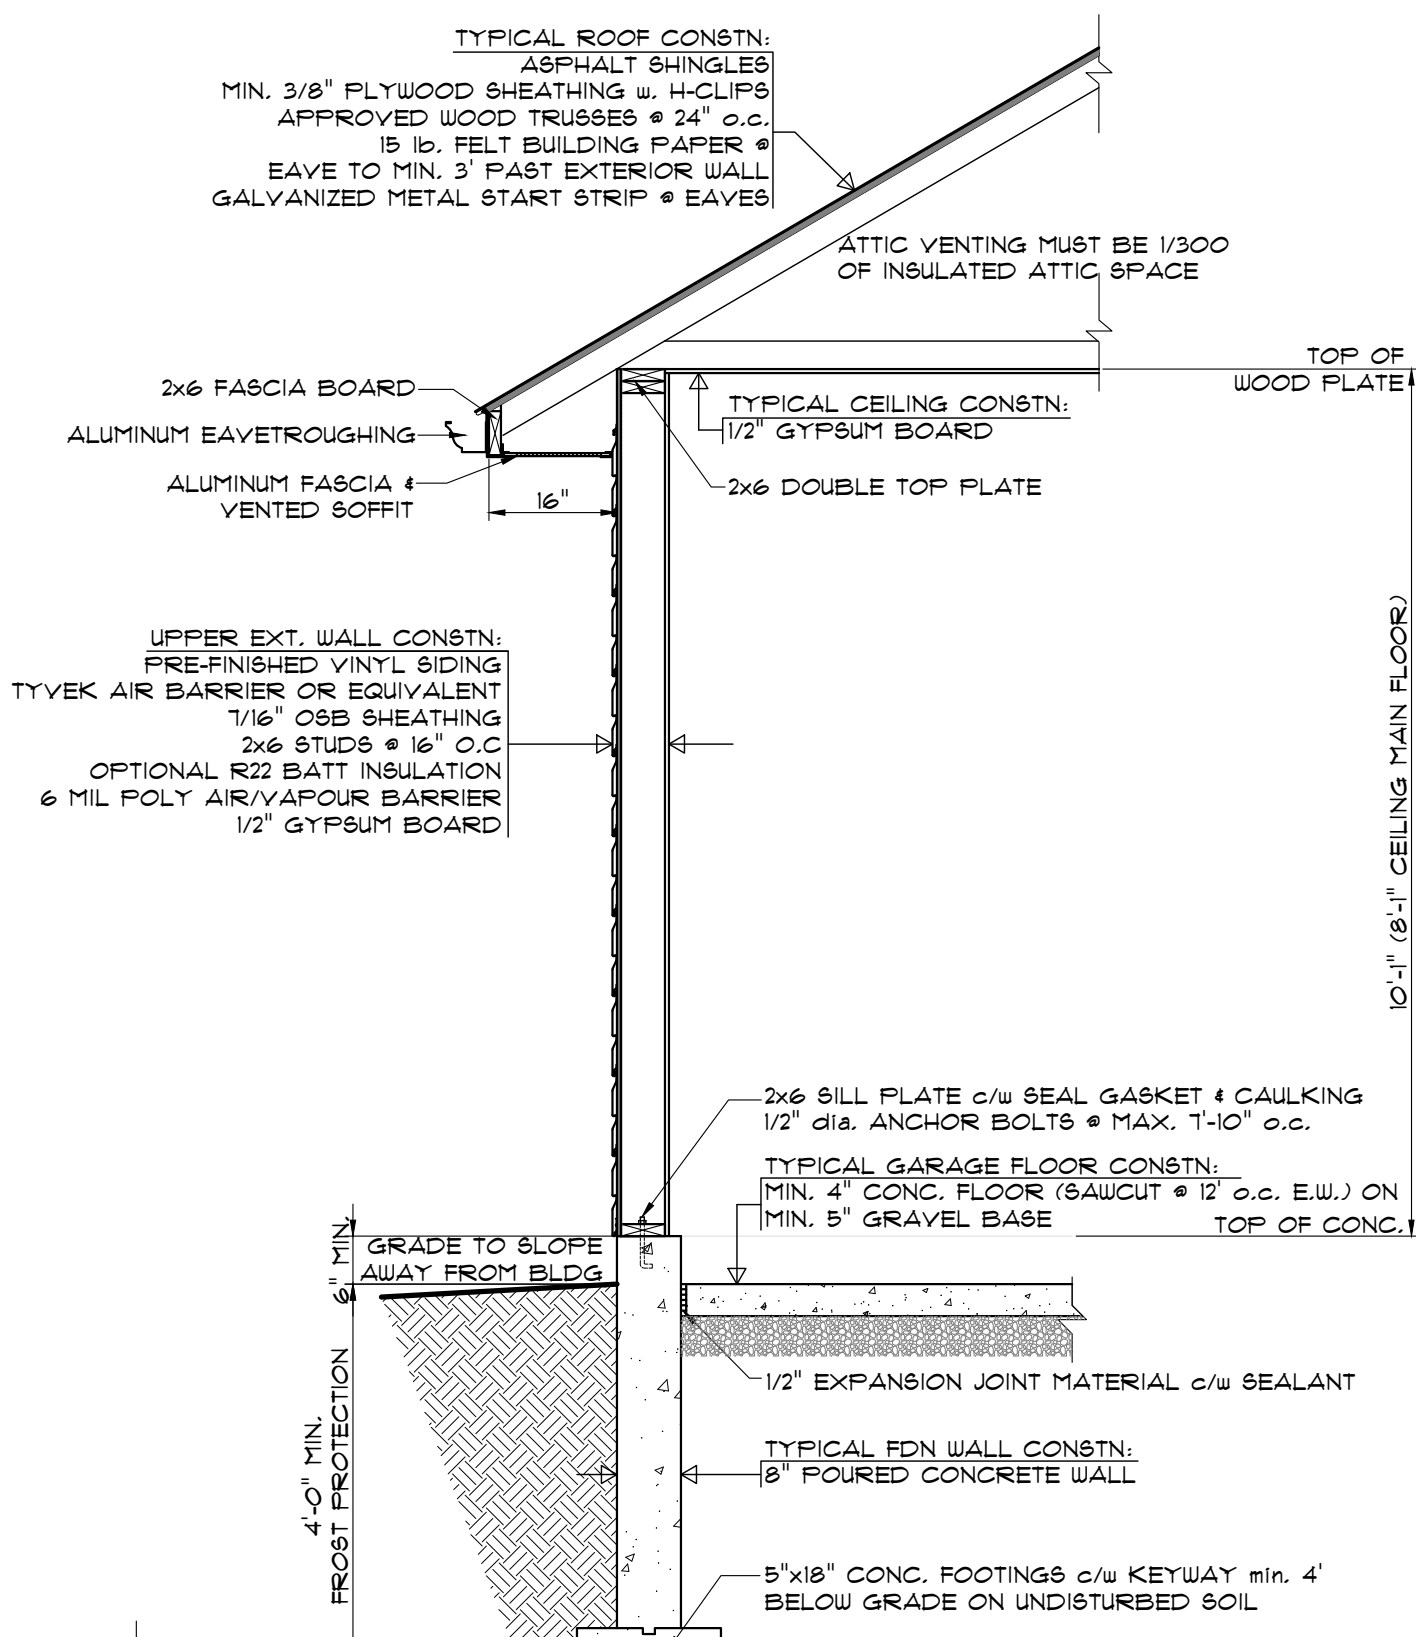 TYPICAL ROOF CONSTN:
ASPHALT SHINGLES
MIN. 3/8" PLYWOOD SHEATHING w. H-CLIPS
APPROVED WOOD TRUSSES @ 24" o.c.
15 lb. FELT BUILDING PAPER @
EAVE TO MIN. 3' PAST EXTERIOR WALL
GALVANIZED METAL START STRIP @ EAVES
ATTIC VENTING MUST BE 1/300
OF INSULATED ATTIC SPACE
TOP OF
WOOD PLATE
2x6 FASCIA BOARD
ALUMINUM EAVETROUGHING
ALUMINUM FASCIA &
VENTED SOFFIT
16"
TYPICAL CEILING CONSTN:
1/2" GYPSUM BOARD
2x6 DOUBLE TOP PLATE
UPPER EXT. WALL CONSTN:
PRE-FINISHED VINYL SIDING
TYVEK AIR BARRIER OR EQUIVALENT
7/16" OSB SHEATHING
2x6 STUDS @ 16" O.C
OPTIONAL R22 BATT INSULATION
6 MIL POLY AIR/VAPOUR BARRIER
1/2" GYPSUM BOARD
10'-1" (8'-1" CEILING MAIN FLOOR)
2x6 SILL PLATE c/w SEAL GASKET & CAULKING
1/2" dia. ANCHOR BOLTS @ MAX. 7'-10" o.c.
TYPICAL GARAGE FLOOR CONSTN:
MIN. 4" CONC. FLOOR (SAWCUT @ 12' o.c. E.W.) ON
MIN. 5" GRAVEL BASE
TOP OF CONC.
6" MIN.
GRADE TO SLOPE
AWAY FROM BLDG
1/2" EXPANSION JOINT MATERIAL c/w SEALANT
4'-0" MIN.
FROST PROTECTION
TYPICAL FDN WALL CONSTN:
8" POURED CONCRETE WALL
5"x18" CONC. FOOTINGS c/w KEYWAY min. 4'
BELOW GRADE ON UNDISTURBED SOIL